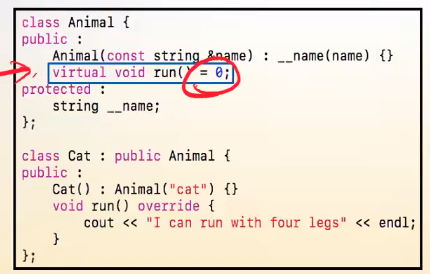 class Animal {
public :
    Animal(const string &name) : __name(name) {}
    virtual void run() = 0;
protected :
    string __name;
};

class Cat : public Animal {
public :
    Cat() : Animal("cat") {}
    void run() override {
        cout << "I can run with four legs" << endl;
    }
};